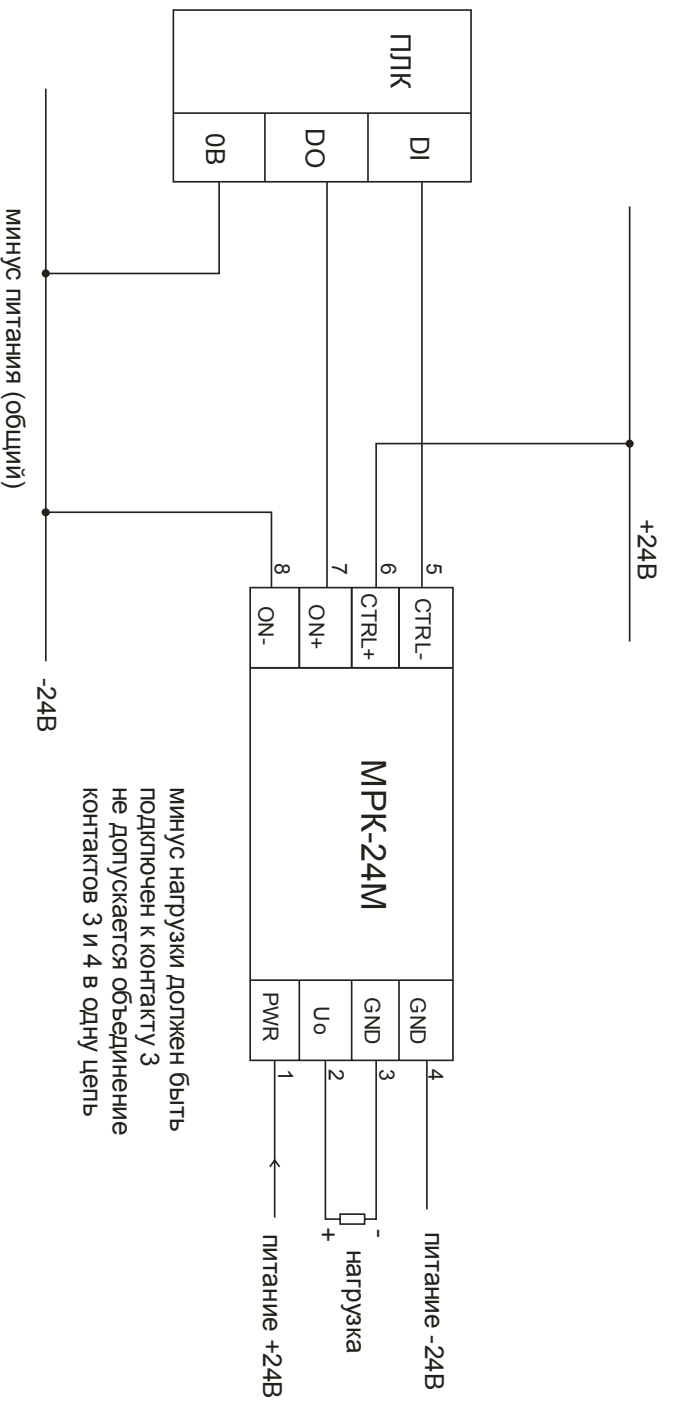 +24В
ПЛК
DI
DO
0В
5
6
7
8
CTRL-
CTRL+
ON+
ON-
МРК-24М
GND
GND
Uo
PWR
4
3
2
1
питание -24В
-
+
нагрузка
питание +24В
-24В
минус питания (общий)
минус нагрузки должен быть
подключен к контакту 3
не допускается объединение
контактов 3 и 4 в одну цепь